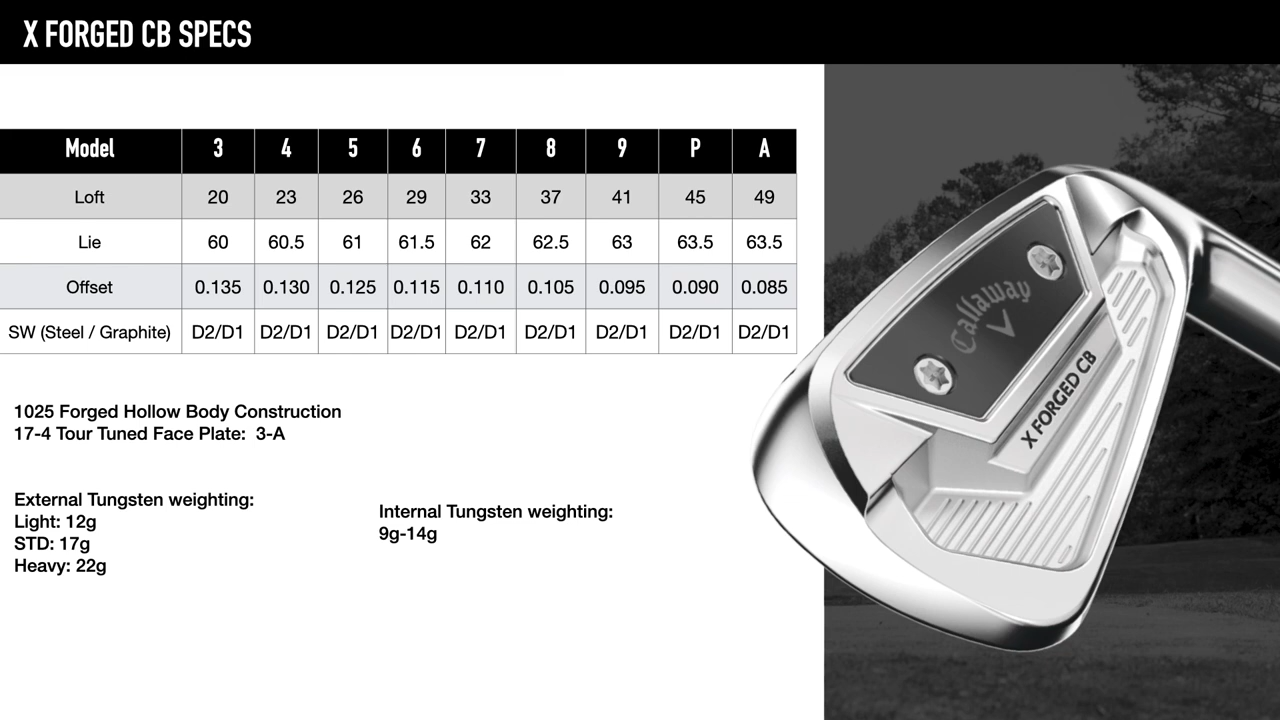 X FORGED CB SPECS
Model 3 4 5 6 7 8 9 P A
Loft 20 23 26 29 33 37 41 45 49
Lie 60 60.5 61 61.5 62 62.5 63 63.5 63.5
Offset 0.135 0.130 0.125 0.115 0.110 0.105 0.095 0.090 0.085
SW (Steel / Graphite) D2/D1 D2/D1 D2/D1 D2/D1 D2/D1 D2/D1 D2/D1 D2/D1 D2/D1
1025 Forged Hollow Body Construction
17-4 Tour Tuned Face Plate: 3-A
External Tungsten weighting:
Light: 12g
STD: 17g
Heavy: 22g
Internal Tungsten weighting:
9g-14g
Callaway
X FORGED CB